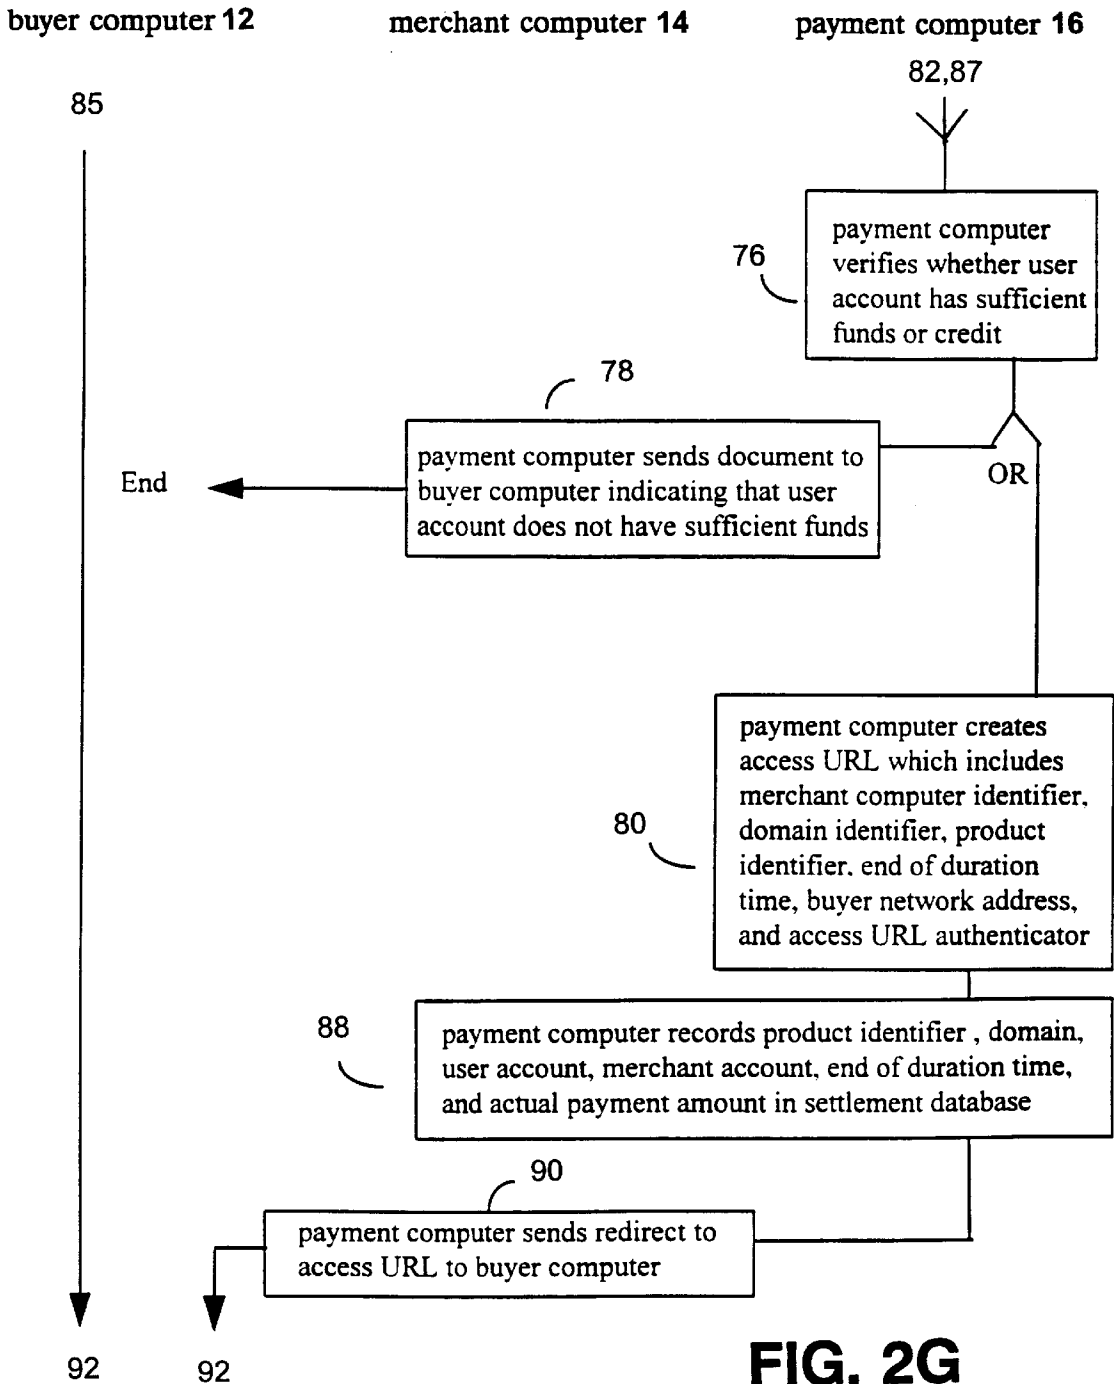 buyer computer 12
merchant computer 14
payment computer 16
82,87
85
payment computer
verifies whether user
account has sufficient
funds or credit
76
78
payment computer sends document to
buyer computer indicating that user
account does not have sufficient funds
End
OR
payment computer creates
access URL which includes
merchant computer identifier,
domain identifier, product
identifier, end of duration
time, buyer network address,
and access URL authenticator
80
88
payment computer records product identifier , domain,
user account, merchant account, end of duration time,
and actual payment amount in settlement database
90
payment computer sends redirect to
access URL to buyer computer
92
92
FIG. 2G